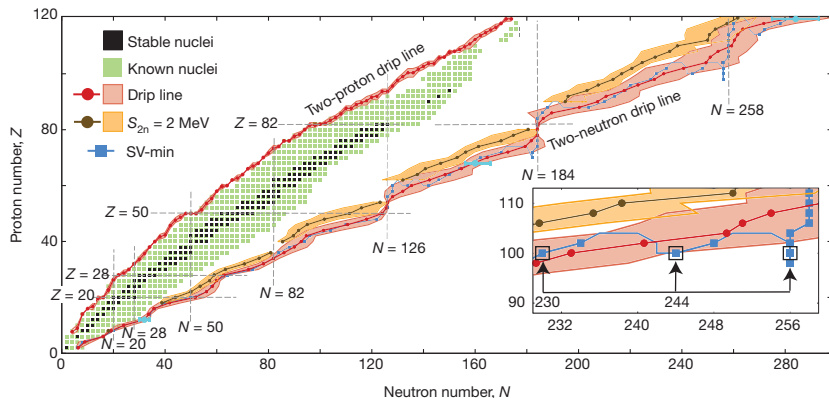 120
80
40
0
Proton number, Z
Stable nuclei
Known nuclei
Drip line
S2n = 2 MeV
SV-min
Two-proton drip line
Two-neutron drip line
Z = 82
Z = 50
Z = 28
Z = 20
N = 20
N = 28
N = 50
N = 82
N = 126
N = 184
N = 258
110
100
90
230
244
256
232
240
248
256
0
40
80
120
160
200
240
280
Neutron number, N